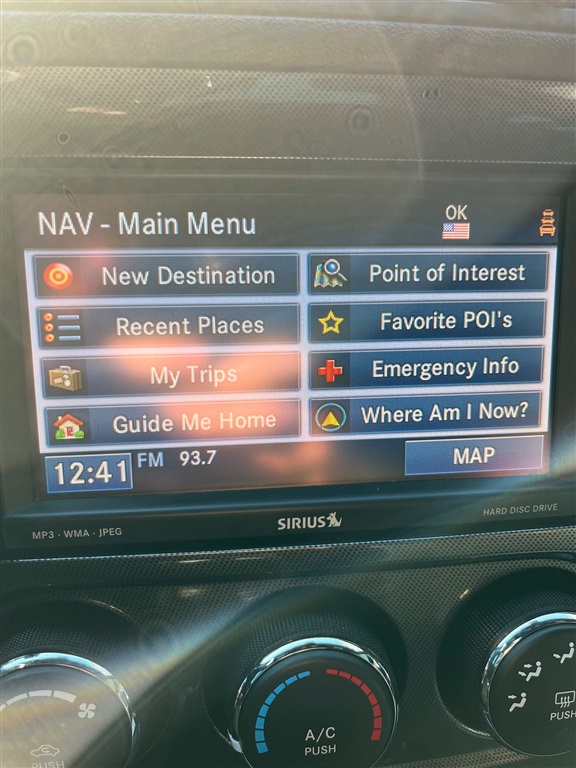 NAV - Main Menu
OK
New Destination
Point of Interest
Recent Places
Favorite POI's
My Trips
Emergency Info
Guide Me Home
Where Am I Now?
12:41 FM 93.7
MAP
SIRIUS
MP3 · WMA · JPEG
HARD DISC DRIVE
A/C
PUSH
PUSH
PUSH